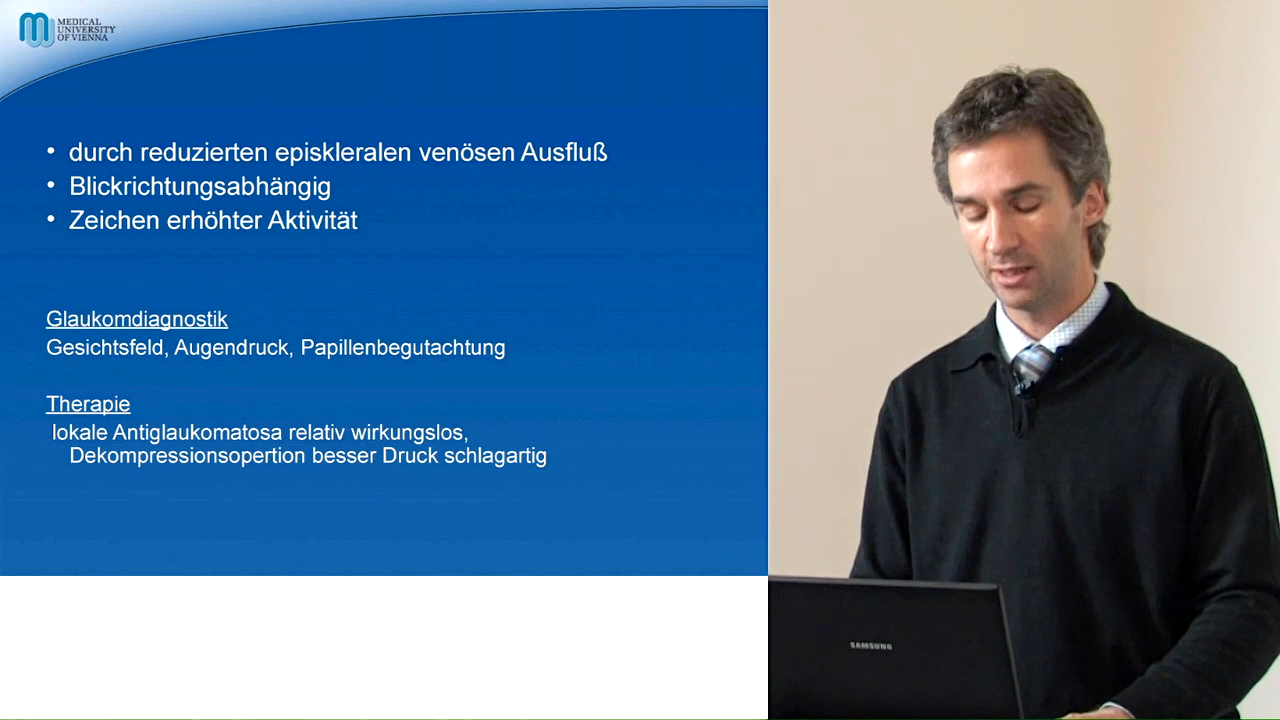 MEDICAL
UNIVERSITY
OF VIENNA
• durch reduzierten episkleralen venösen Ausfluß
• Blickrichtungsabhängig
• Zeichen erhöhter Aktivität
Glaukomdiagnostik
Gesichtsfeld, Augendruck, Papillenbegutachtung
Therapie
lokale Antiglaukomatosa relativ wirkungslos,
Dekompressionsopertion besser Druck schlagartig
SAMSUNG